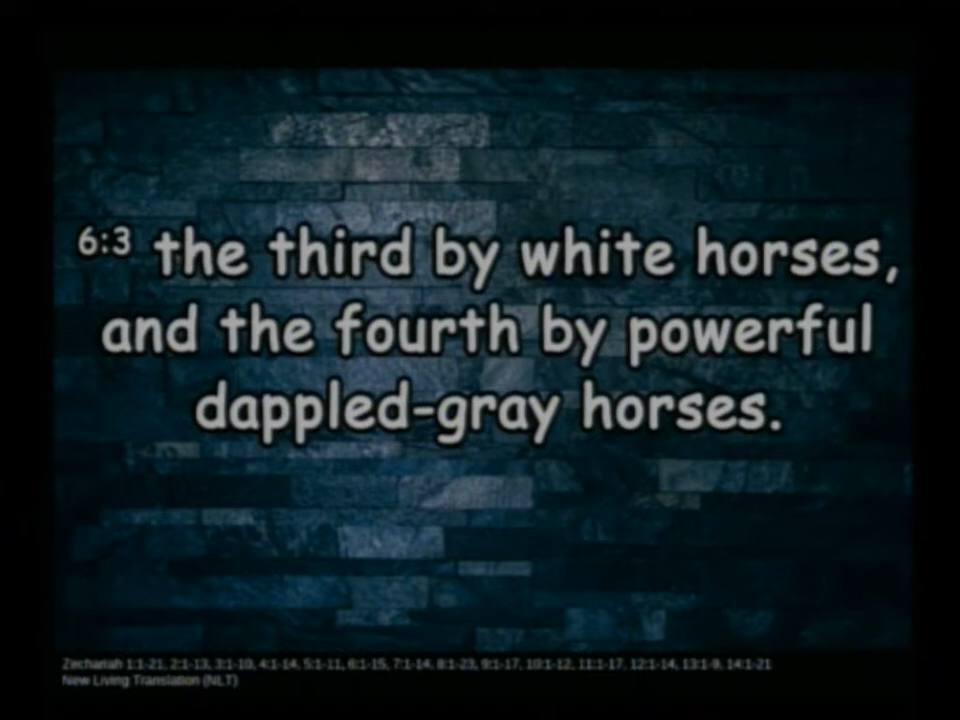 6:3 the third by white horses,
and the fourth by powerful
dappled-gray horses.
Zechariah 1:1-21, 2:1-13, 3:1-10, 4:1-14, 5:1-11, 6:1-15, 7:1-14, 8:1-23, 9:1-17, 10:1-12, 11:1-17, 12:1-14, 13:1-9, 14:1-21
New Living Translation (NLT)